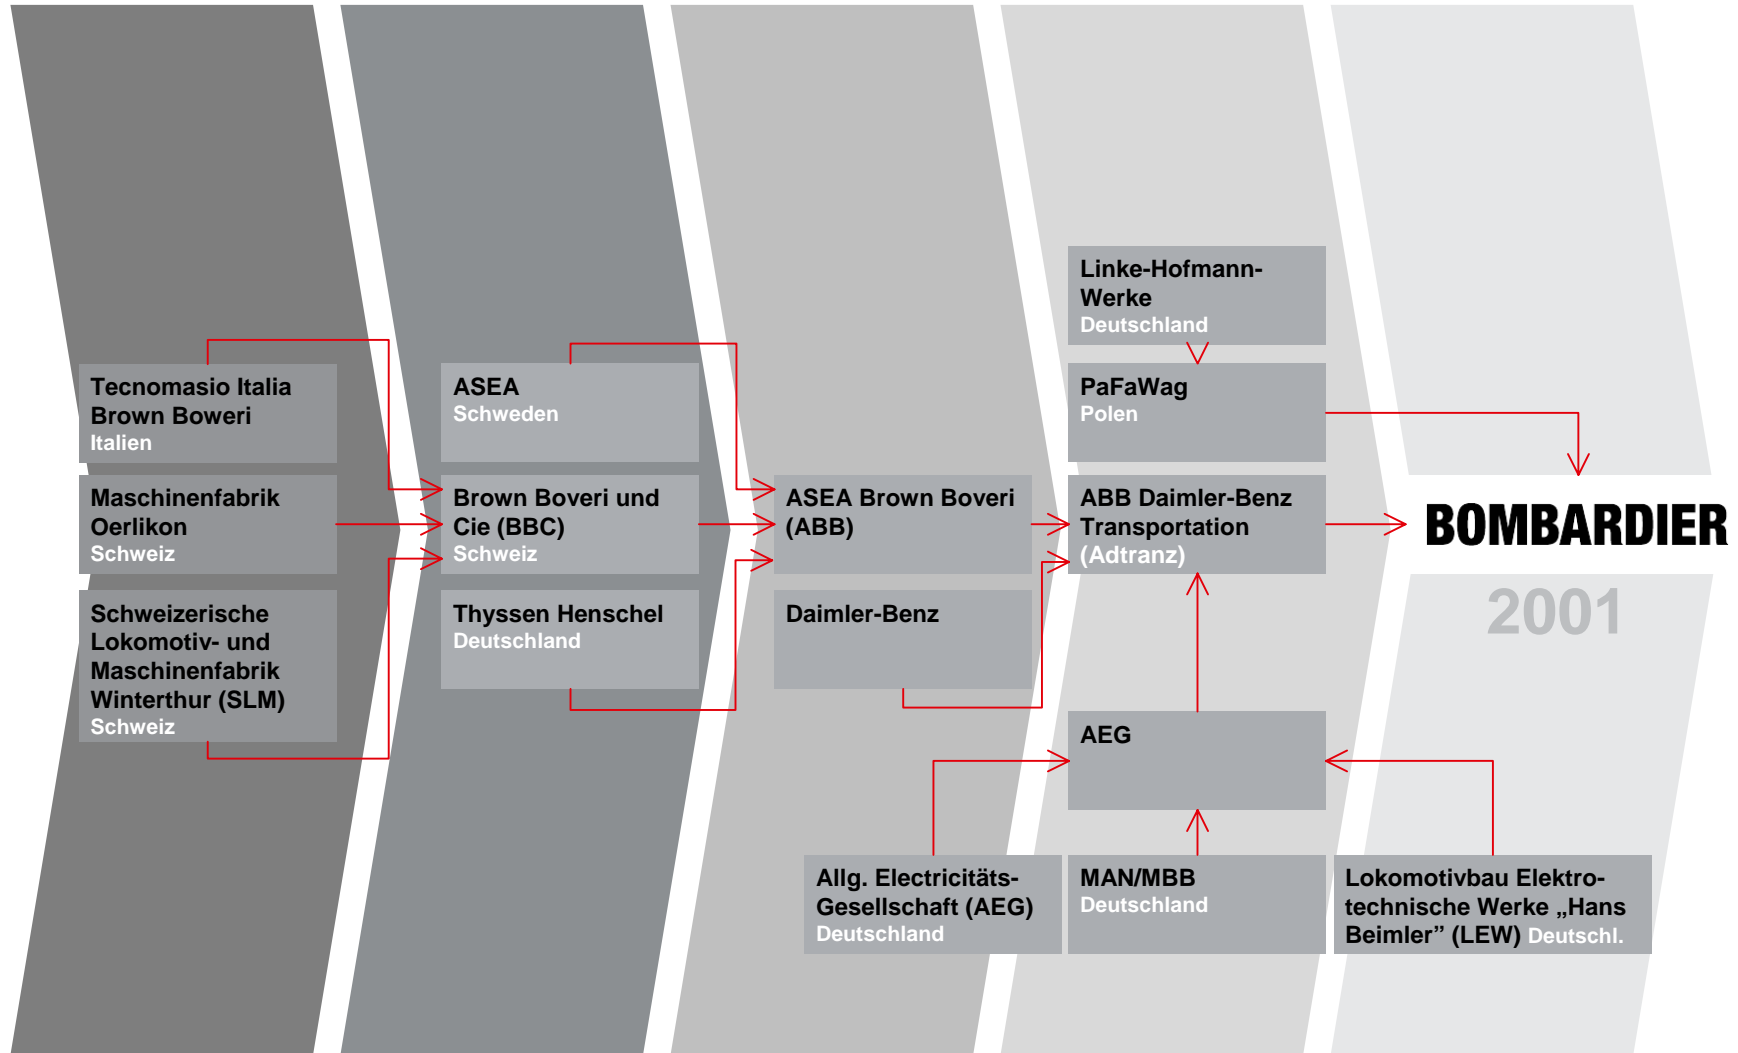 Tecnomasio Italia
Brown Boweri
Italien
Maschinenfabrik
Oerlikon
Schweiz
Schweizerische
Lokomotiv- und
Maschinenfabrik
Winterthur (SLM)
Schweiz
ASEA
Schweden
Brown Boveri und
Cie (BBC)
Schweiz
Thyssen Henschel
Deutschland
ASEA Brown Boveri
(ABB)
Daimler-Benz
Linke-Hofmann-
Werke
Deutschland
PaFaWag
Polen
ABB Daimler-Benz
Transportation
(Adtranz)
AEG
Allg. Electricitäts-
Gesellschaft (AEG)
Deutschland
MAN/MBB
Deutschland
Lokomotivbau Elektro-
technische Werke „Hans
Beimler” (LEW) Deutschl.
BOMBARDIER
2001